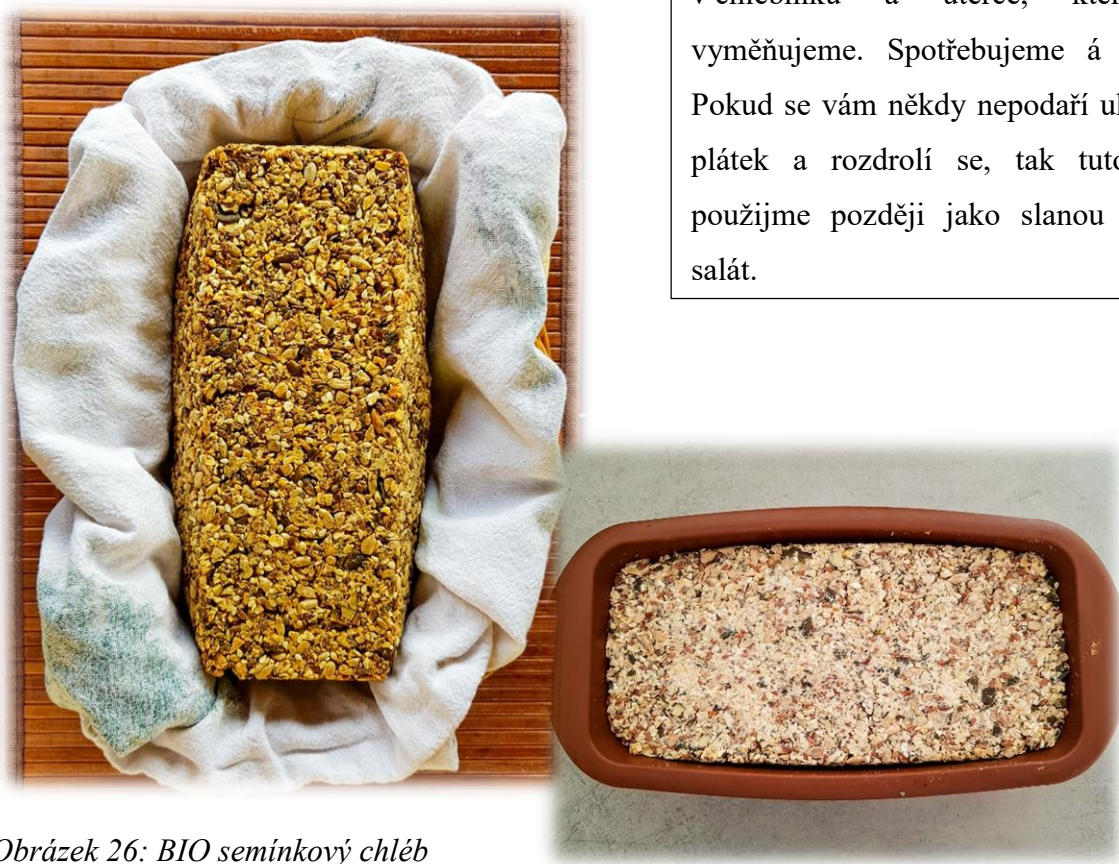 vyměňujeme. Spotřebujeme á
Pokud se vám někdy nepodaří
plátek a rozdrolí se, tak
použijme později jako slanou
salát.
Obrázek 26: BIO semínkový chléb